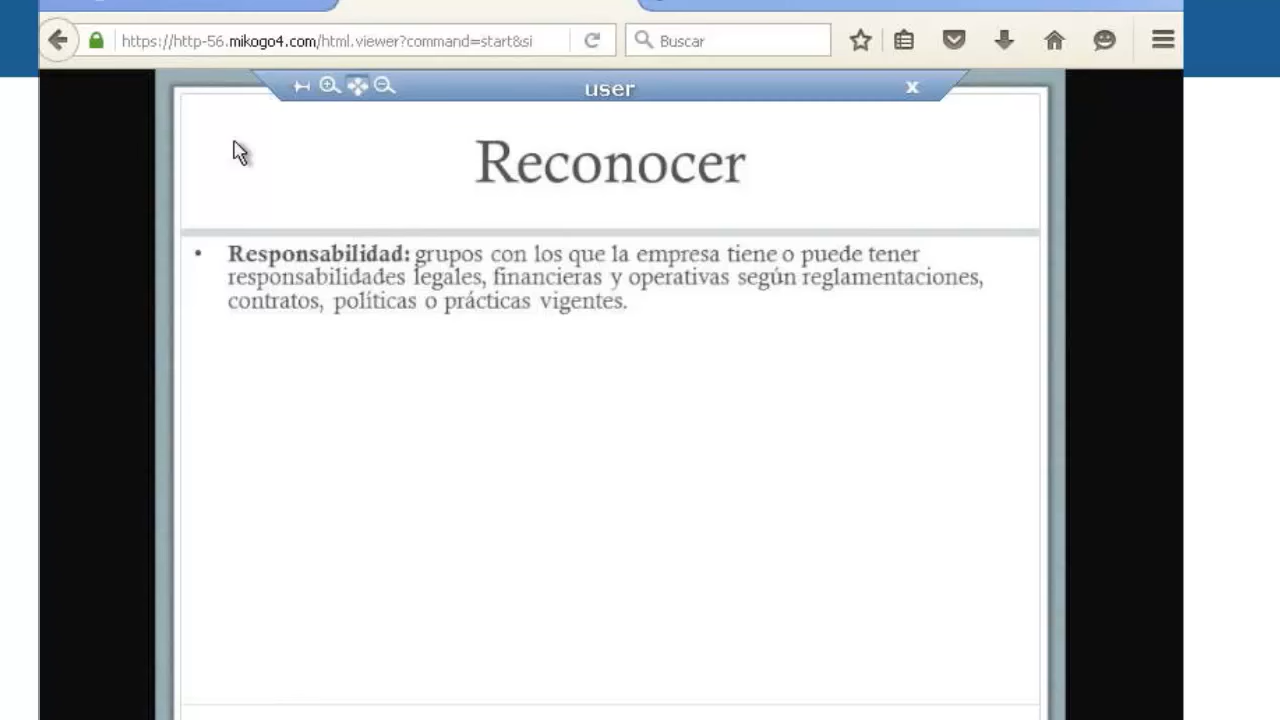 https://http-56.mikogo4.com/html.viewer?command=start&si
Buscar
user
x
Reconocer
• Responsabilidad: grupos con los que la empresa tiene o puede tener
responsabilidades legales, financieras y operativas según reglamentaciones,
contratos, políticas o prácticas vigentes.